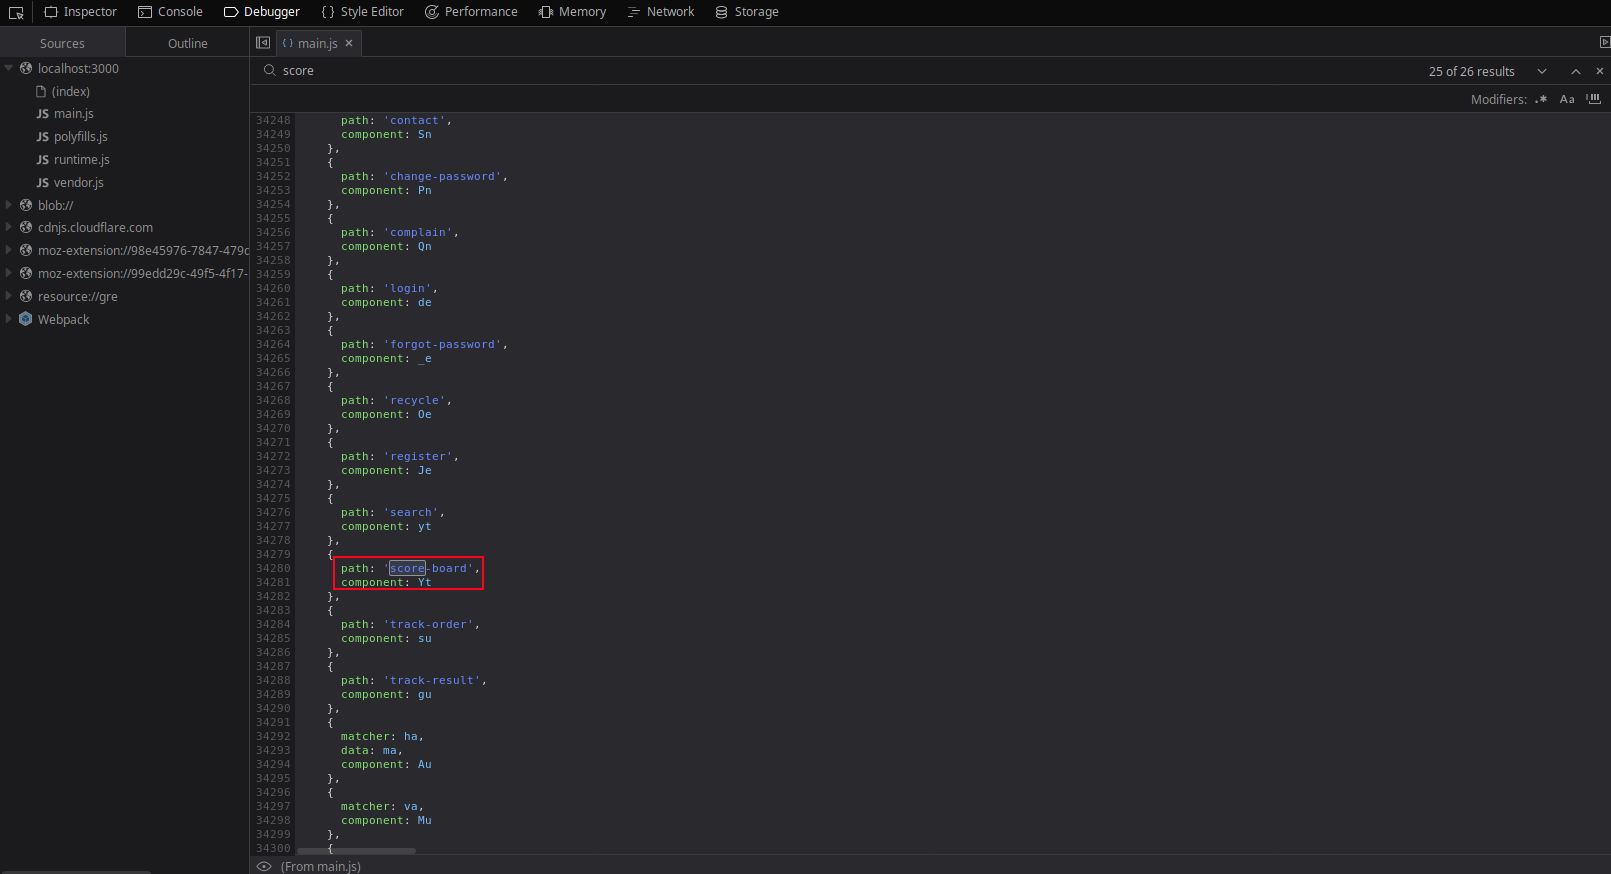 Inspector Console Debugger {} Style Editor Performance Memory Network Storage
Sources Outline {} main.js ×
localhost:3000
(index)
JS main.js
JS polyfills.js
JS runtime.js
JS vendor.js
blob://
cdnjs.cloudflare.com
moz-extension://98e45976-7847-479c
moz-extension://99edd29c-49f5-4f17-
resource://gre
Webpack
score 25 of 26 results
Modifiers: .* Aa
34248 path: 'contact',
34249 component: Sn
34250 },
34251 {
34252 path: 'change-password',
34253 component: Pn
34254 },
34255 {
34256 path: 'complain',
34257 component: Qn
34258 },
34259 {
34260 path: 'login',
34261 component: de
34262 },
34263 {
34264 path: 'forgot-password',
34265 component: _e
34266 },
34267 {
34268 path: 'recycle',
34269 component: Oe
34270 },
34271 {
34272 path: 'register',
34273 component: Je
34274 },
34275 {
34276 path: 'search',
34277 component: yt
34278 },
34279 {
34280 path: 'score-board',
34281 component: Yt
34282 },
34283 {
34284 path: 'track-order',
34285 component: su
34286 },
34287 {
34288 path: 'track-result',
34289 component: gu
34290 },
34291 {
34292 matcher: ha,
34293 data: ma,
34294 component: Au
34295 },
34296 {
34297 matcher: va,
34298 component: Mu
34299 },
34300 {
(From main.js)